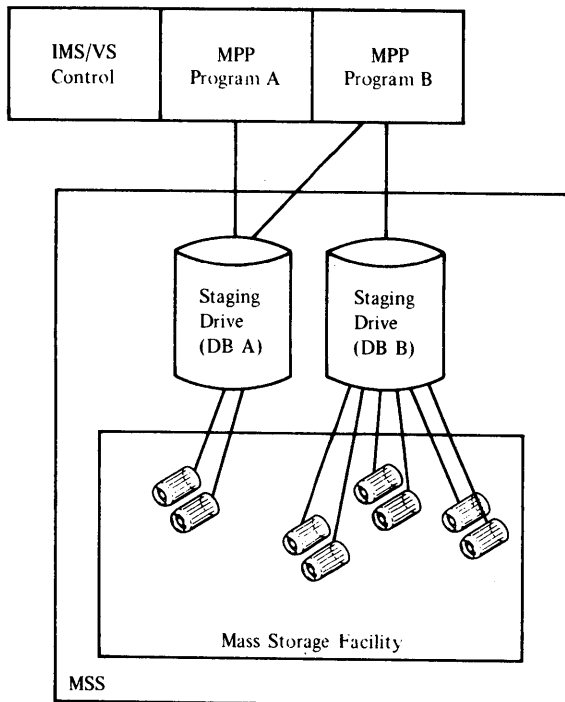 IMS/VS
Control
MPP
Program A
MPP
Program B
Staging
Drive
(DB A)
Staging
Drive
(DB B)
Mass Storage Facility
MSS